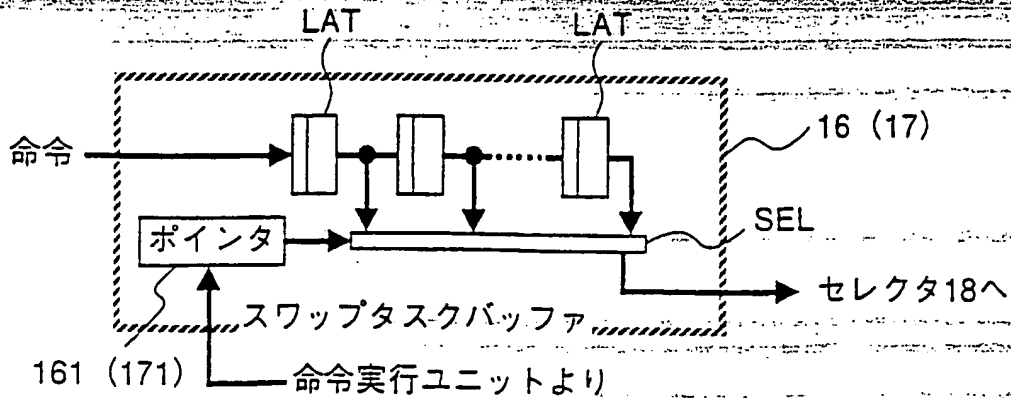 LAT
LAT
命令
16 (17)
ポインタ
SEL
セレクタ18へ
スワップタスクバッファ
161 (171)
命令実行ユニットより